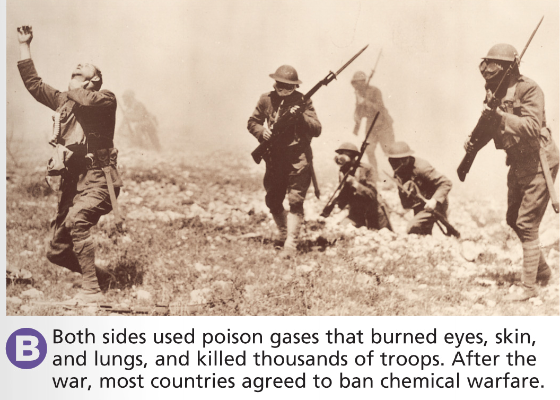 B Both sides used poison gases that burned eyes, skin,
and lungs, and killed thousands of troops. After the
war, most countries agreed to ban chemical warfare.